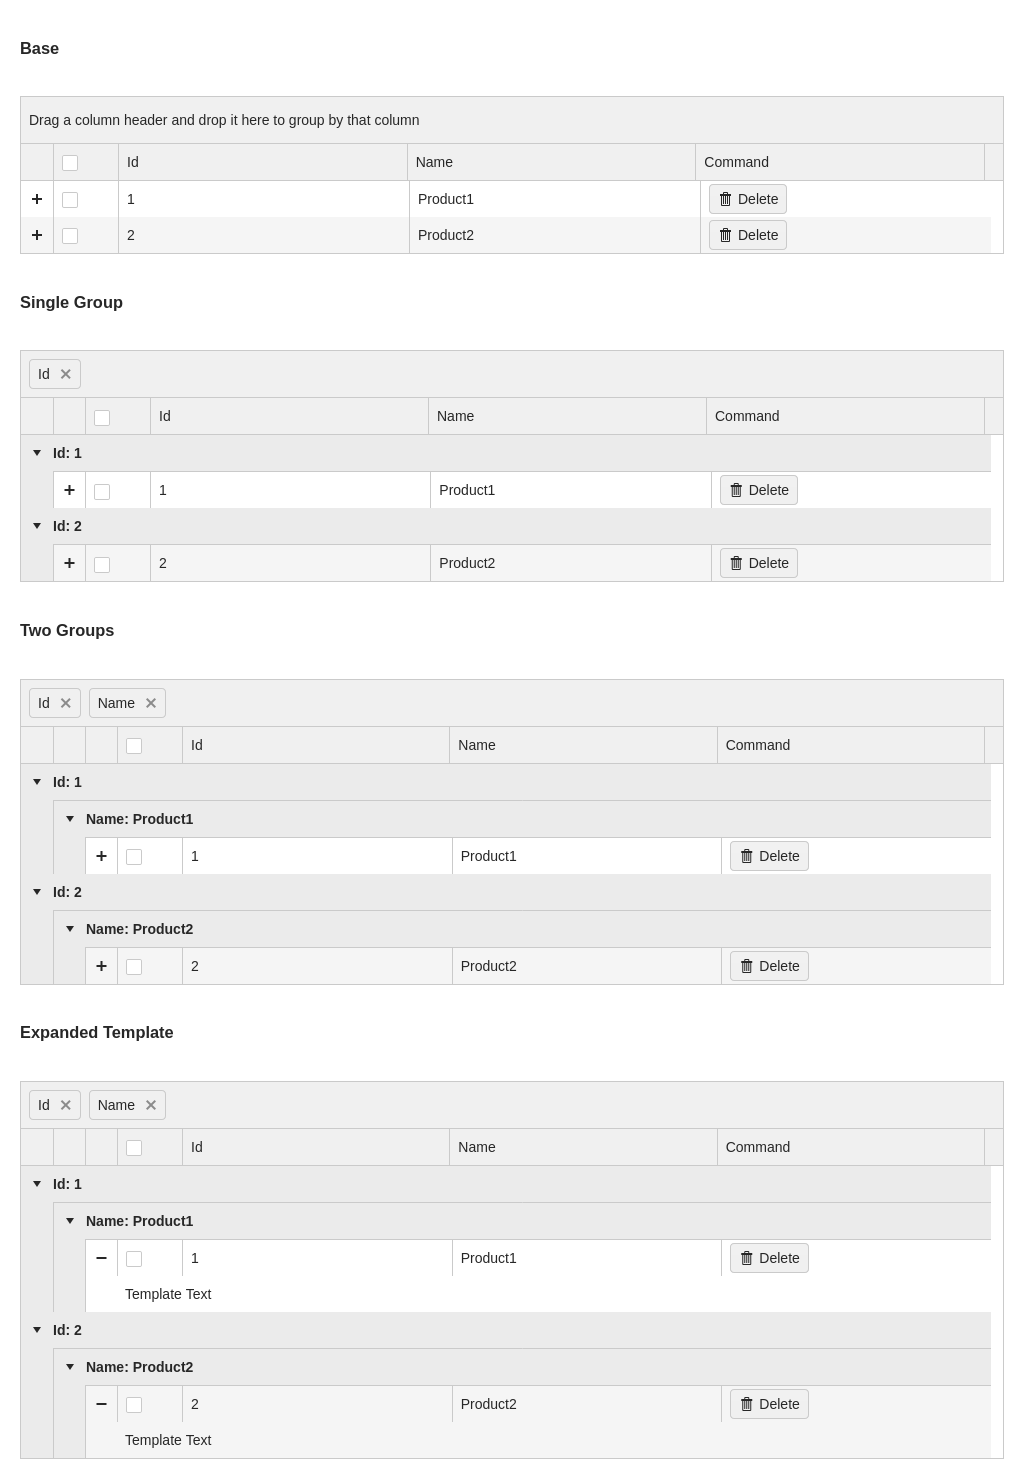 Base
Drag a column header and drop it here to group by that column
Id Name Command
1 Product1 Delete
2 Product2 Delete
Single Group
Id
Id Name Command
Id: 1
1 Product1 Delete
Id: 2
2 Product2 Delete
Two Groups
Id Name
Id Name Command
Id: 1
Name: Product1
1 Product1 Delete
Id: 2
Name: Product2
2 Product2 Delete
Expanded Template
Id Name
Id Name Command
Id: 1
Name: Product1
1 Product1 Delete
Template Text
Id: 2
Name: Product2
2 Product2 Delete
Template Text